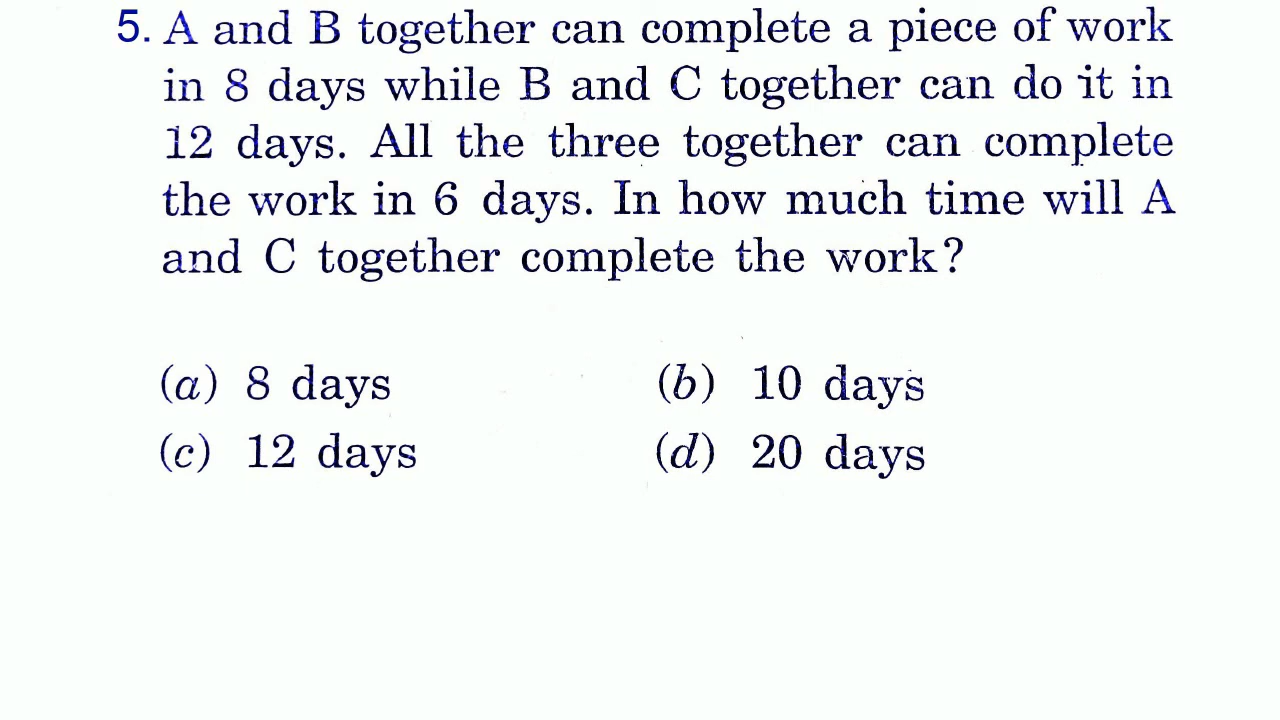 5. A and B together can complete a piece of work
in 8 days while B and C together can do it in
12 days. All the three together can complete
the work in 6 days. In how much time will A
and C together complete the work?
(a) 8 days (b) 10 days
(c) 12 days (d) 20 days